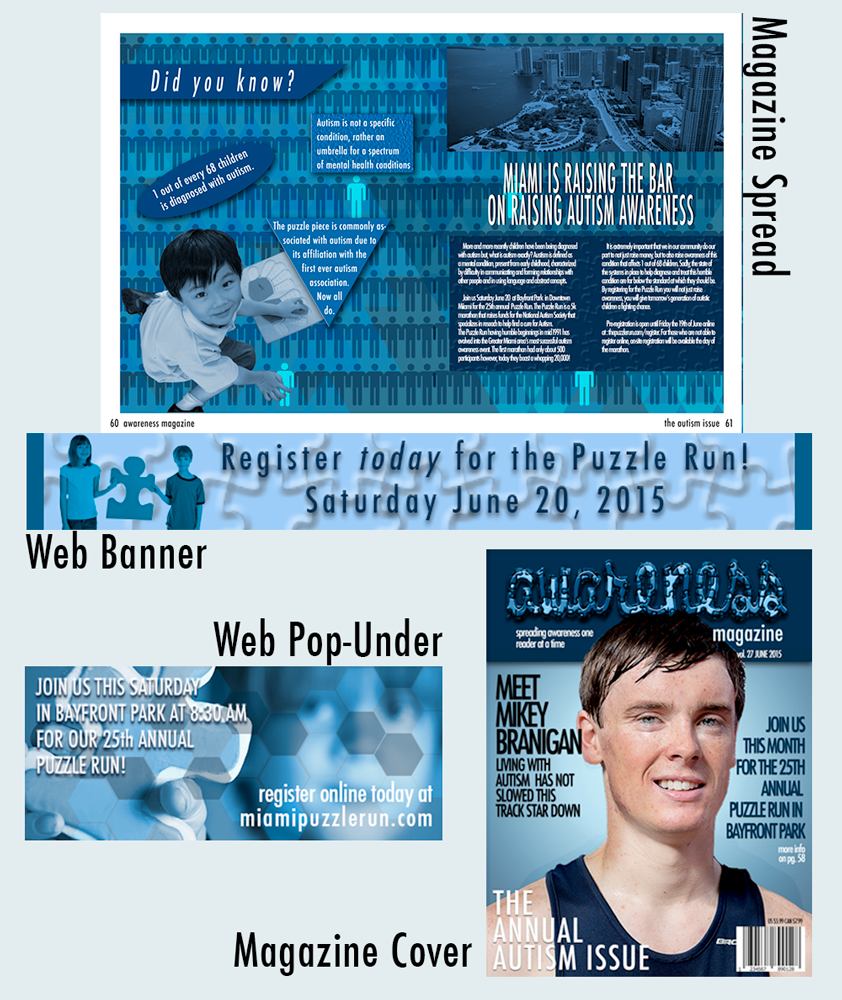 Magazine Spread
Did you know?
Autism is not a specific
condition, rather an
umbrella for a spectrum
of mental health conditions
1 out of every 68 children
is diagnosed with autism.
The puzzle piece is commonly as-
sociated with autism due to
its affiliation with the
first ever autism
association.
Now all
do.
MIAMI IS RAISING THE BAR
ON RAISING AUTISM AWARENESS
More and more recently children have been being diagnosed
with autism but, what is autism exactly? Autism is defined as
a mental condition, present from early childhood, characterized
by difficulty in communicating and forming relationships with
other people and in using language and abstract concepts.
Join us Saturday June 20 at Bayfront Park in Downtown
Miami for the 25th annual Puzzle Run. The Puzzle Run is a 5k
marathon that raises funds for the National Autism Society that
specializes in reseach to help find a cure for Autism.
The Puzzle Run having humble beginnings in mid 1991 has
evolved into the Greater Miami area's most successful autism
awareness event. The first marathon had only about 500
participants however, today they boast a whopping 20,000!
It is extremely important that we in our community do our
part to not just raise money, but to also raise awareness of this
condition that affects 1 out of 68 children. Sadly, the state of
the systems in place to help diagnose and treat this horrible
condition are far below the standard at which they should be.
By registering for the Puzzle Run you will not just raise
awareness, you will give tomorrow's generation of autistic
children a fighting chance.
Pre-registration is open until Friday the 19th of June online
at : thepuzzlerun.com/register. For those who are not able to
register online, on-site registration will be available the day of
the marathon.
60 awareness magazine
the autism issue 61
Register today for the Puzzle Run!
Saturday June 20, 2015
Web Banner
Web Pop-Under
JOIN US THIS SATURDAY
IN BAYFRONT PARK AT 8:30 AM
FOR OUR 25th ANNUAL
PUZZLE RUN!
register online today at
miamipuzzlerun.com
Magazine Cover
awareness
magazine
spreading awareness one
reader at a time
vol. 27 JUNE 2015
MEET
MIKEY
BRANIGAN
LIVING WITH
AUTISM HAS NOT
SLOWED THIS
TRACK STAR DOWN
JOIN US
THIS MONTH
FOR THE 25TH
ANNUAL
PUZZLE RUN IN
BAYFRONT PARK
more info
on pg. 58
THE
ANNUAL
AUTISM ISSUE
US $5.99 CAN $7.99
1 234567 890128